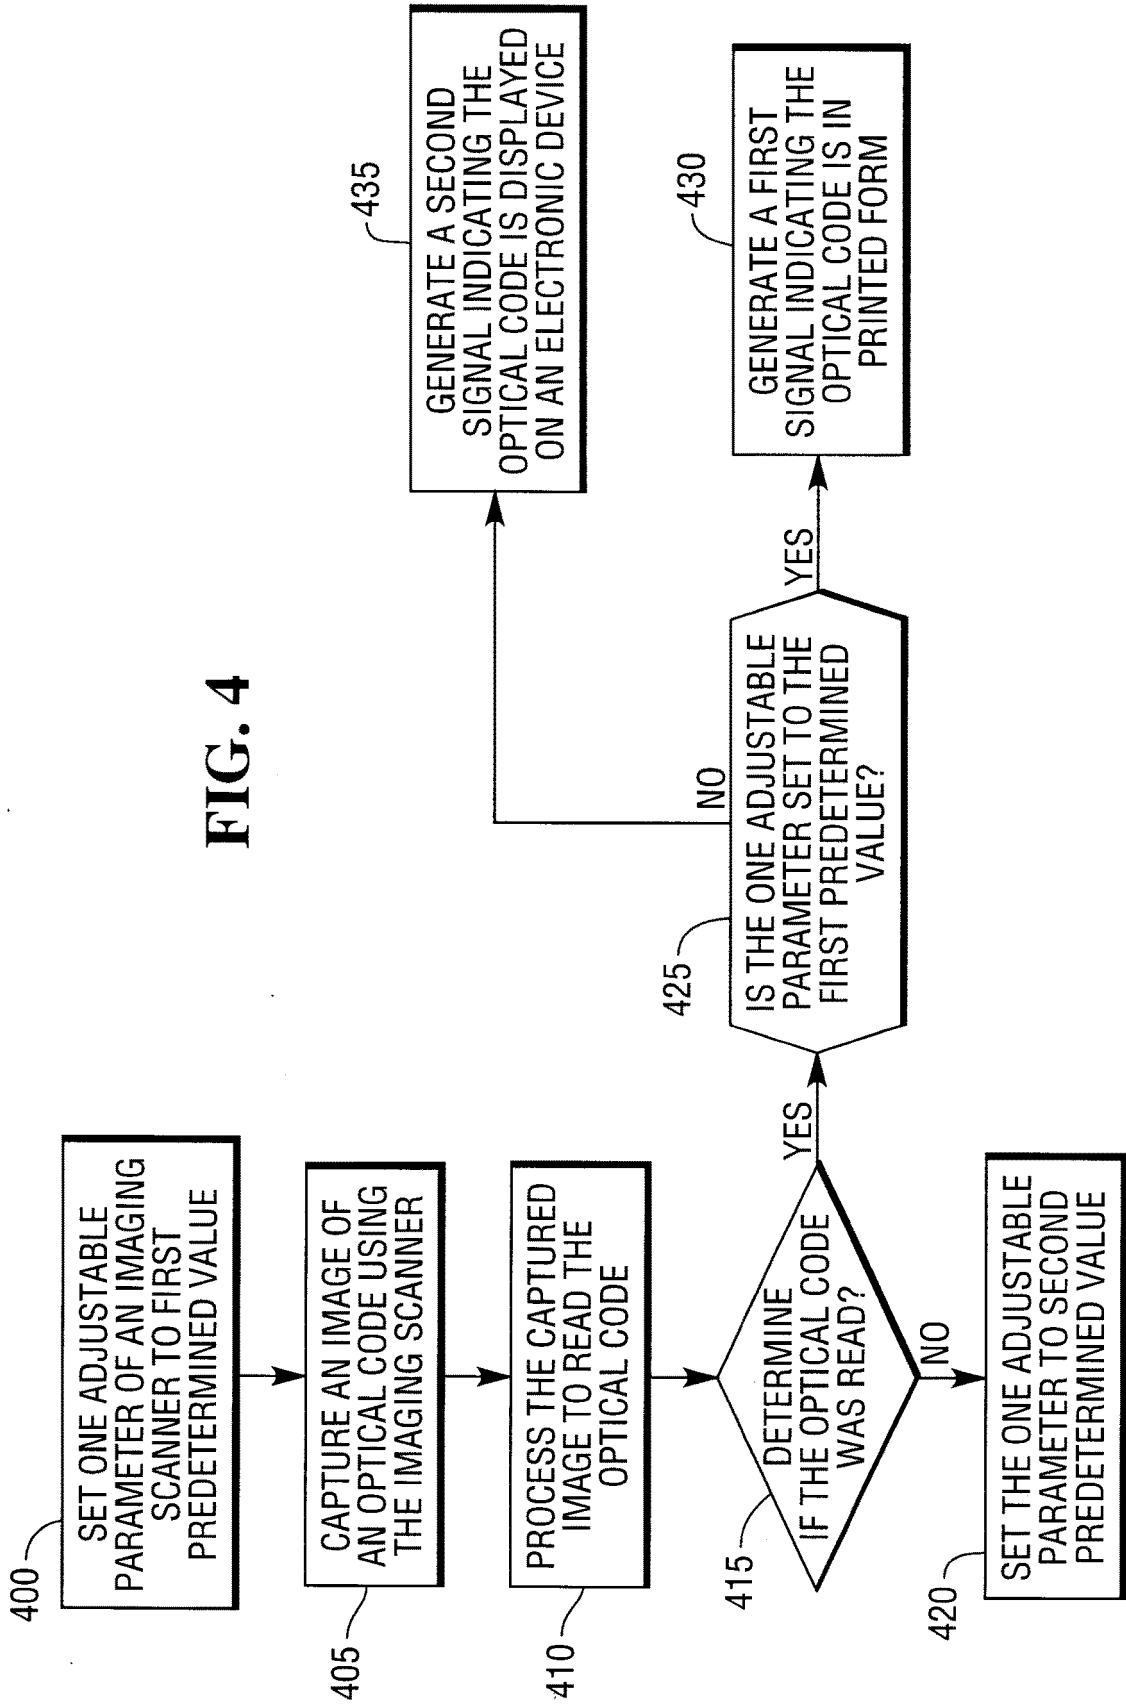 FIG. 4
400
SET ONE ADJUSTABLE
PARAMETER OF AN IMAGING
SCANNER TO FIRST
PREDETERMINED VALUE
405
CAPTURE AN IMAGE OF
AN OPTICAL CODE USING
THE IMAGING SCANNER
410
PROCESS THE CAPTURED
IMAGE TO READ THE
OPTICAL CODE
415
DETERMINE
IF THE OPTICAL CODE
WAS READ?
NO
YES
420
SET THE ONE ADJUSTABLE
PARAMETER TO SECOND
PREDETERMINED VALUE
425
IS THE ONE ADJUSTABLE
PARAMETER SET TO THE
FIRST PREDETERMINED
VALUE?
NO
YES
430
GENERATE A FIRST
SIGNAL INDICATING THE
OPTICAL CODE IS IN
PRINTED FORM
435
GENERATE A SECOND
SIGNAL INDICATING THE
OPTICAL CODE IS DISPLAYED
ON AN ELECTRONIC DEVICE